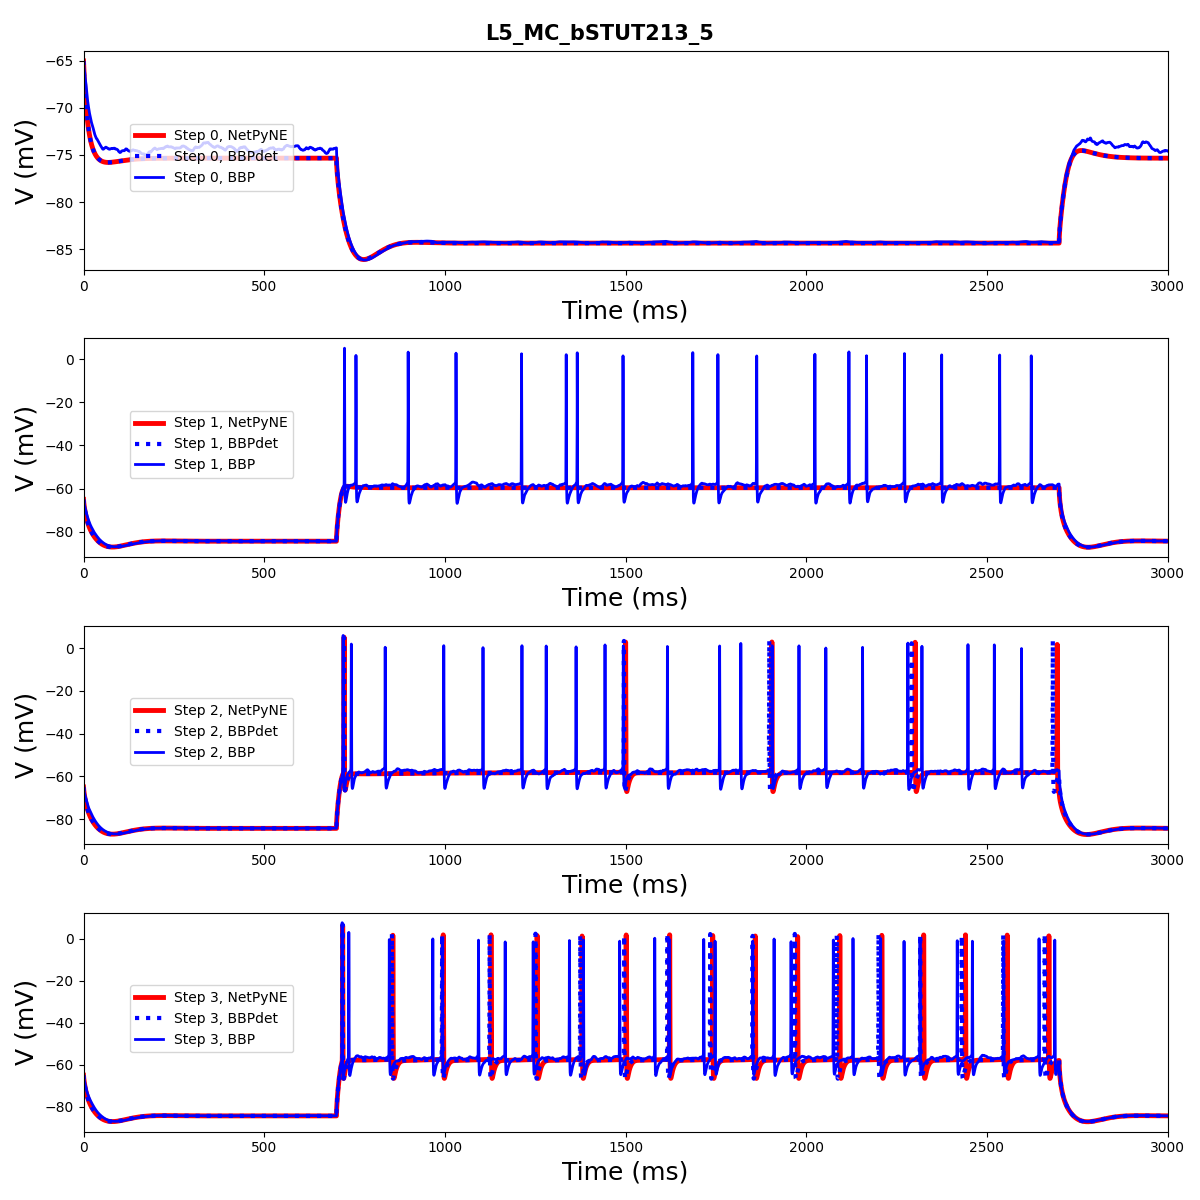 L5_MC_bSTUT213_5
−65
−70
−75
−80
−85
V (mV)
Step 0, NetPyNE
Step 0, BBPdet
Step 0, BBP
0 500 1000 1500 2000 2500 3000
Time (ms)
0
−20
−40
−60
−80
V (mV)
Step 1, NetPyNE
Step 1, BBPdet
Step 1, BBP
0 500 1000 1500 2000 2500 3000
Time (ms)
0
−20
−40
−60
−80
V (mV)
Step 2, NetPyNE
Step 2, BBPdet
Step 2, BBP
0 500 1000 1500 2000 2500 3000
Time (ms)
0
−20
−40
−60
−80
V (mV)
Step 3, NetPyNE
Step 3, BBPdet
Step 3, BBP
0 500 1000 1500 2000 2500 3000
Time (ms)